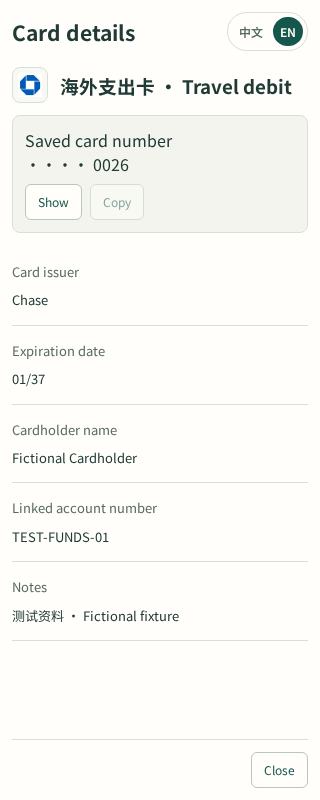 Card details
中文 EN
海外支出卡 • Travel debit
Saved card number
• • • • 0026
Show Copy
Card issuer
Chase
Expiration date
01/37
Cardholder name
Fictional Cardholder
Linked account number
TEST-FUNDS-01
Notes
测试资料 • Fictional fixture
Close